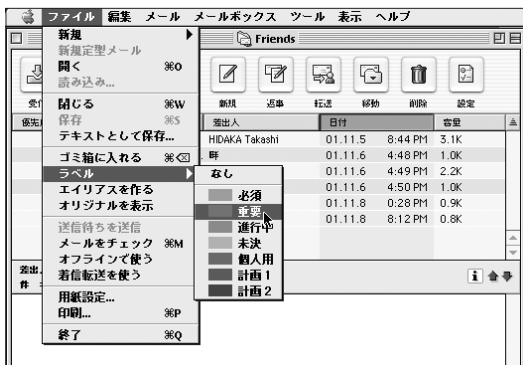 ファイル 編集 メール メールボックス ツール 表示 ヘルプ
Friends
新規
新規定型メール
開く ⌘O
読み込み...
閉じる ⌘W
保存 ⌘S
テキストとして保存...
ゴミ箱に入れる ⌘⌫
ラベル
エイリアスを作る
オリジナルを表示
送信待ちを送信
メールをチェック ⌘M
オフラインで使う
着信転送を使う
用紙設定...
印刷... ⌘P
終了 ⌘Q
なし
必須
重要
進行中
未決
個人用
計画 1
計画 2
新規 返事 転送 移動 削除 設定
差出人 日付 容量
HIDAKA Takashi 01.11.5 8:44 PM 3.1K
01.11.6 4:48 PM 1.0K
01.11.6 4:49 PM 2.2K
01.11.6 4:50 PM 1.0K
01.11.8 0:28 PM 0.9K
01.11.8 8:12 PM 0.8K
差出
件